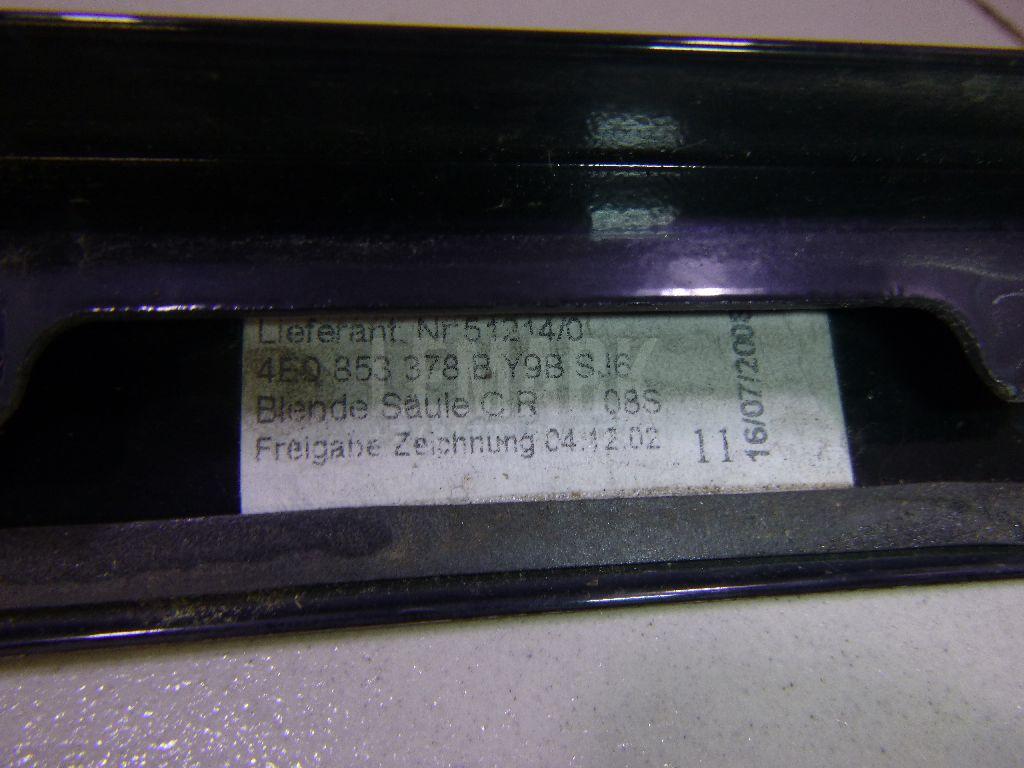 Lieferant. Nr 51214/0
4E0 853 378 B Y9B SJ6
Blende Säule C R 08S
Freigabe Zeichnung 04.12.02 11
16/07/2008